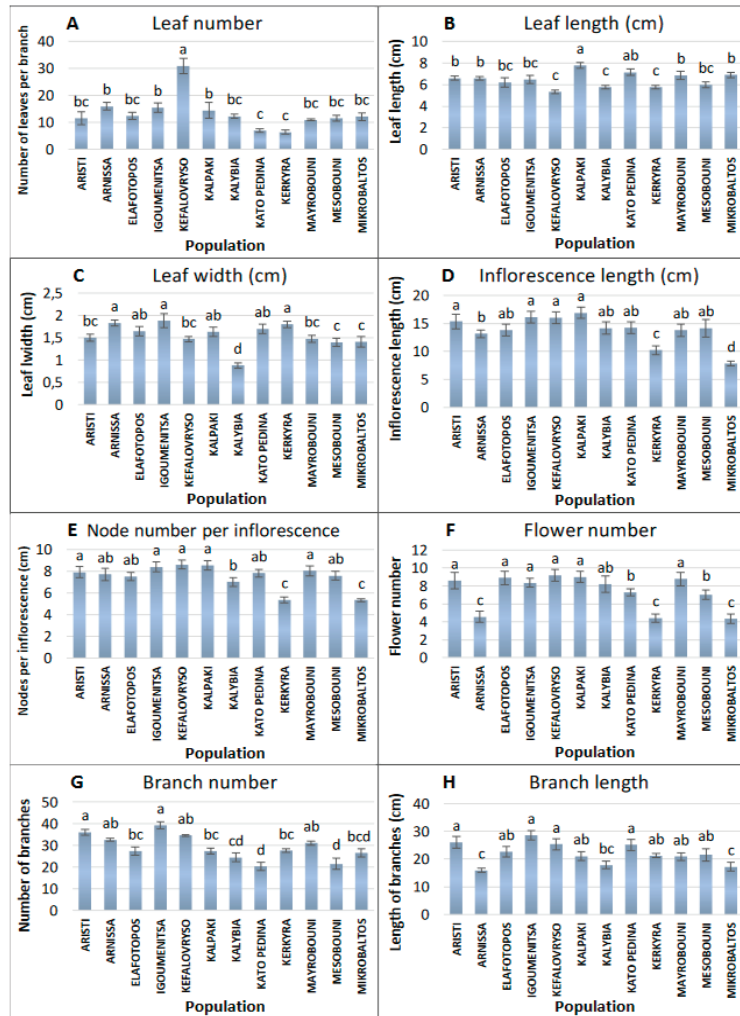 A Leaf number
Number of leaves per branch
40
30
20
10
0
bc b bc b a b bc c c bc bc bc
ARISTI ARNISSA ELAFOTOPOS IGOUMENITSA KEFALOVRYSO KALPAKI KALYBIA KATO PEDINA KERKYRA MAYROBOUNI MESOBOUNI MIKROBALTOS
Population
B Leaf length (cm)
Leaf length (cm)
10
8
6
4
2
0
b b bc bc c a c ab c b bc b
ARISTI ARNISSA ELAFOTOPOS IGOUMENITSA KEFALOVRYSO KALPAKI KALYBIA KATO PEDINA KERKYRA MAYROBOUNI MESOBOUNI MIKROBALTOS
Population
C Leaf width (cm)
Leaf lwidth (cm)
2,5
2
1,5
1
0,5
0
bc a ab a bc ab d ab a bc c c
ARISTI ARNISSA ELAFOTOPOS IGOUMENITSA KEFALOVRYSO KALPAKI KALYBIA KATO PEDINA KERKYRA MAYROBOUNI MESOBOUNI MIKROBALTOS
Population
D Inflorescence length (cm)
Inflorescence length (cm)
20
15
10
5
0
a b ab a a a ab ab c ab ab d
ARISTI ARNISSA ELAFOTOPOS IGOUMENITSA KEFALOVRYSO KALPAKI KALYBIA KATO PEDINA KERKYRA MAYROBOUNI MESOBOUNI MIKROBALTOS
Population
E Node number per inflorescence
Nodes per inflorescence (cm)
10
8
6
4
2
0
a ab ab a a a b ab c a ab c
ARISTI ARNISSA ELAFOTOPOS IGOUMENITSA KEFALOVRYSO KALPAKI KALYBIA KATO PEDINA KERKYRA MAYROBOUNI MESOBOUNI MIKROBALTOS
Population
F Flower number
Flower number
12
10
8
6
4
2
0
a c a a a a ab b c a b c
ARISTI ARNISSA ELAFOTOPOS IGOUMENITSA KEFALOVRYSO KALPAKI KALYBIA KATO PEDINA KERKYRA MAYROBOUNI MESOBOUNI MIKROBALTOS
Population
G Branch number
Number of branches
50
40
30
20
10
0
a ab bc a ab bc cd d bc ab d bcd
ARISTI ARNISSA ELAFOTOPOS IGOUMENITSA KEFALOVRYSO KALPAKI KALYBIA KATO PEDINA KERKYRA MAYROBOUNI MESOBOUNI MIKROBALTOS
Population
H Branch length
Length of branches (cm)
40
30
20
10
0
a c ab a a ab bc a ab ab ab c
ARISTI ARNISSA ELAFOTOPOS IGOUMENITSA KEFALOVRYSO KALPAKI KALYBIA KATO PEDINA KERKYRA MAYROBOUNI MESOBOUNI MIKROBALTOS
Population